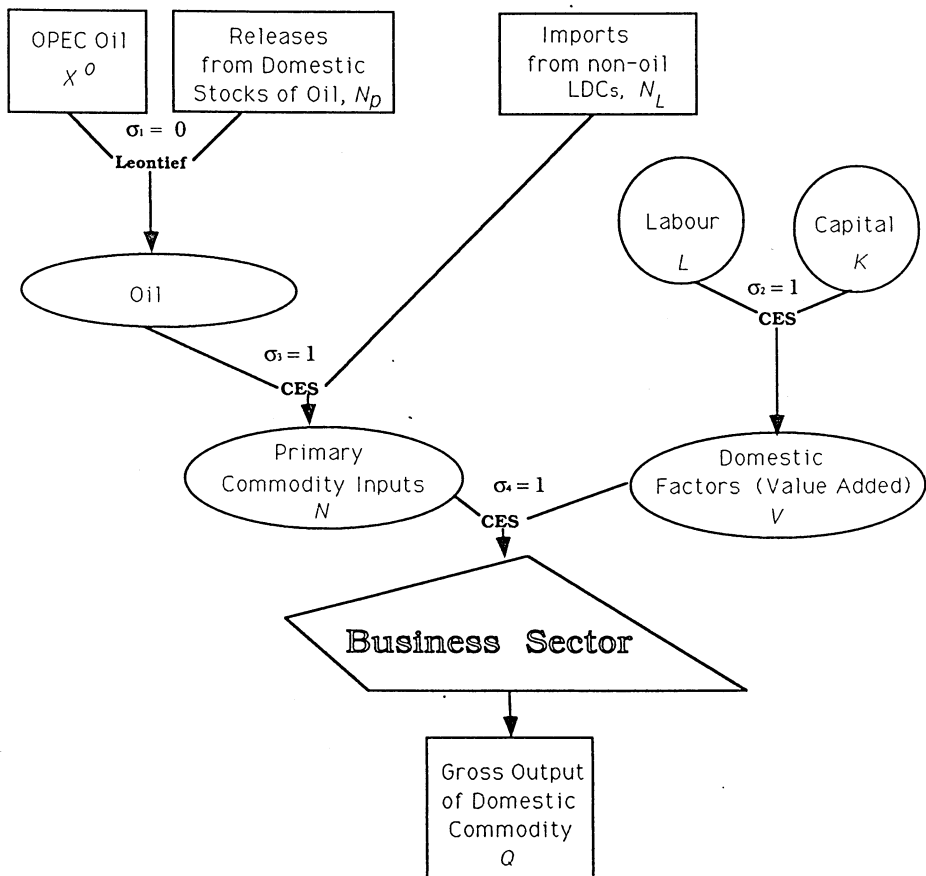 OPEC Oil
X^o
Releases
from Domestic
Stocks of Oil, N_p
Imports
from non-oil
LDCs, N_L
σ₁ = 0
Leontief
Labour
L
Capital
K
σ₂ = 1
CES
Oil
σ₃ = 1
CES
Primary
Commodity Inputs
N
σ₄ = 1
CES
Domestic
Factors (Value Added)
V
Business Sector
Gross Output
of Domestic
Commodity
Q